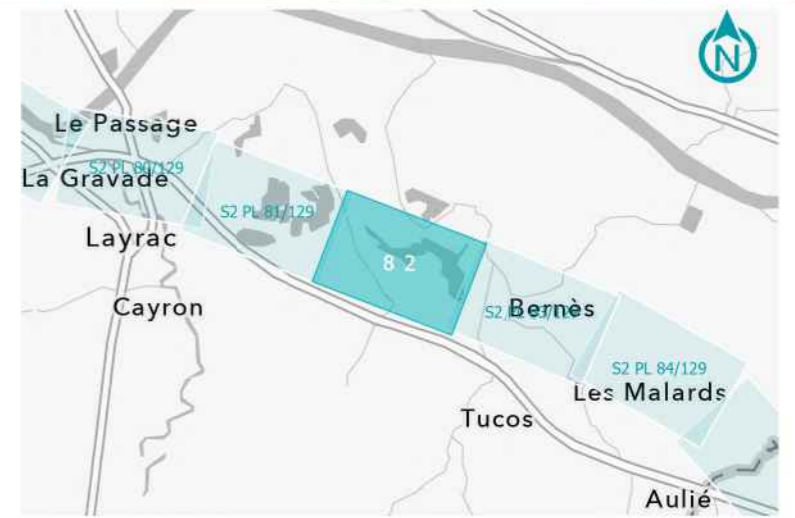 N
Le Passage
S2 PL 80/129
La Gravade
S2 PL 81/129
Layrac
8 2
Cayron
Bernès
S2 PL 84/129
Les Malards
Tucos
Aulié